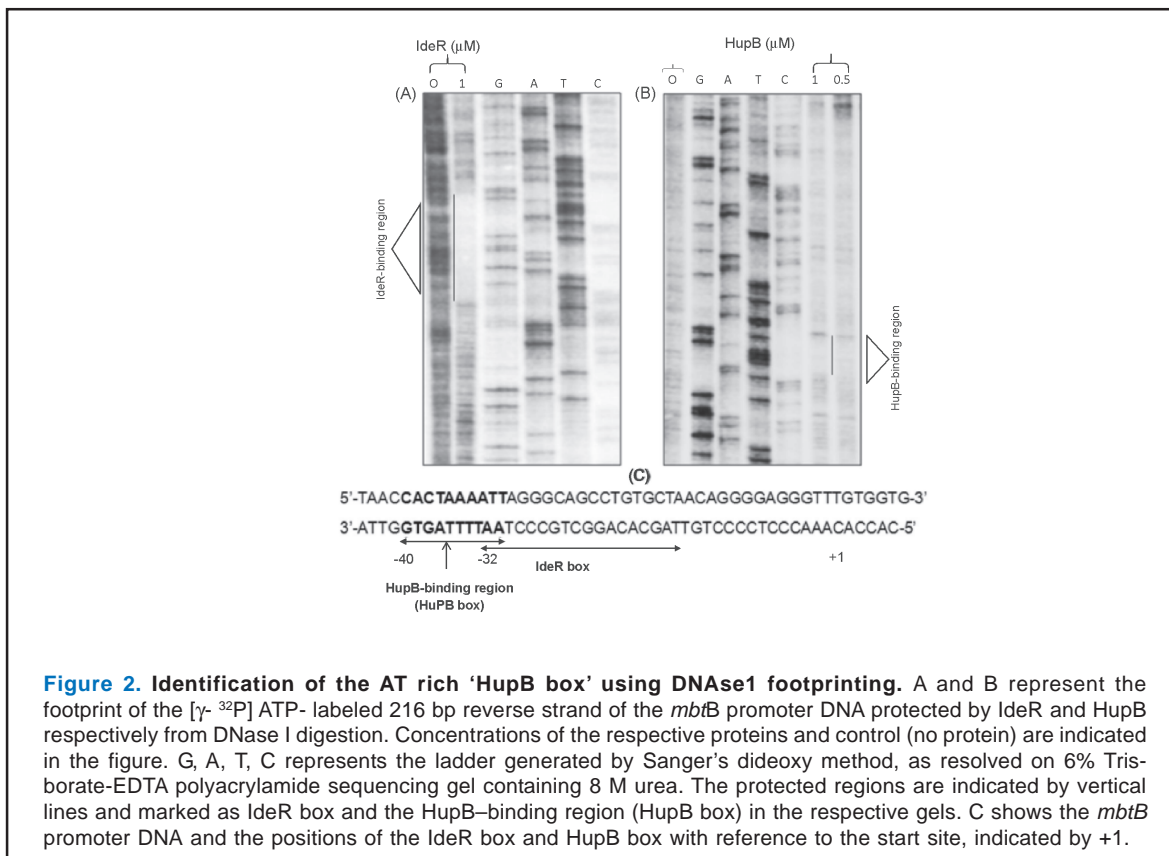 IdeR (μM)
HupB (μM)
O 1 G A T C
O G A T C 1 0.5
(A)
(B)
IdeR-binding region
HupB-binding region
(C)
5'-TAACCACTAAAATTAGGGCAGCCTGTGCTAACAGGGGAGGGTTTGTGGTG-3'
3'-ATTGGTGATTTTAATCCCGTCGGACACGATTGTCCCCTCCCAAACACCAC-5'
-40 -32 IdeR box +1
HupB-binding region
(HuPB box)
Figure 2. Identification of the AT rich ‘HupB box’ using DNAse1 footprinting. A and B represent the
footprint of the [γ- ³²P] ATP- labeled 216 bp reverse strand of the mbtB promoter DNA protected by IdeR and HupB
respectively from DNase I digestion. Concentrations of the respective proteins and control (no protein) are indicated
in the figure. G, A, T, C represents the ladder generated by Sanger’s dideoxy method, as resolved on 6% Tris-
borate-EDTA polyacrylamide sequencing gel containing 8 M urea. The protected regions are indicated by vertical
lines and marked as IdeR box and the HupB–binding region (HupB box) in the respective gels. C shows the mbtB
promoter DNA and the positions of the IdeR box and HupB box with reference to the start site, indicated by +1.